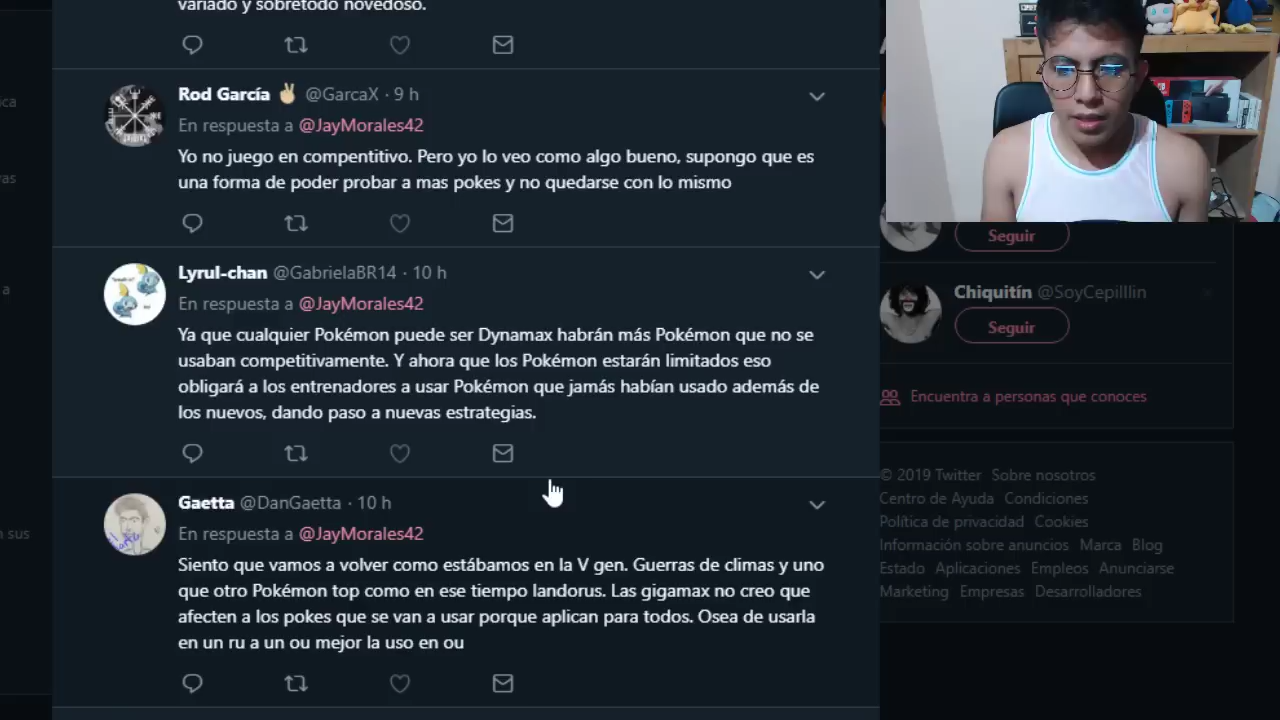 variado y sobretodo novedoso.
Rod García ✌ @GarcaX · 9 h
En respuesta a @JayMorales42
Yo no juego en compentitivo. Pero yo lo veo como algo bueno, supongo que es
una forma de poder probar a mas pokes y no quedarse con lo mismo
Lyrul-chan @GabrielaBR14 · 10 h
En respuesta a @JayMorales42
Ya que cualquier Pokémon puede ser Dynamax habrán más Pokémon que no se
usaban competitivamente. Y ahora que los Pokémon estarán limitados eso
obligará a los entrenadores a usar Pokémon que jamás habían usado además de
los nuevos, dando paso a nuevas estrategias.
Gaetta @DanGaetta · 10 h
En respuesta a @JayMorales42
Siento que vamos a volver como estábamos en la V gen. Guerras de climas y uno
que otro Pokémon top como en ese tiempo landorus. Las gigamax no creo que
afecten a los pokes que se van a usar porque aplican para todos. Osea de usarla
en un ru a un ou mejor la uso en ou
Seguir
Chiquitín @SoyCepilllin
Seguir
Encuentra a personas que conoces
© 2019 Twitter Sobre nosotros
Centro de Ayuda Condiciones
Política de privacidad Cookies
Información sobre anuncios Marca Blog
Estado Aplicaciones Empleos Anunciarse
Marketing Empresas Desarrolladores
a
n sus